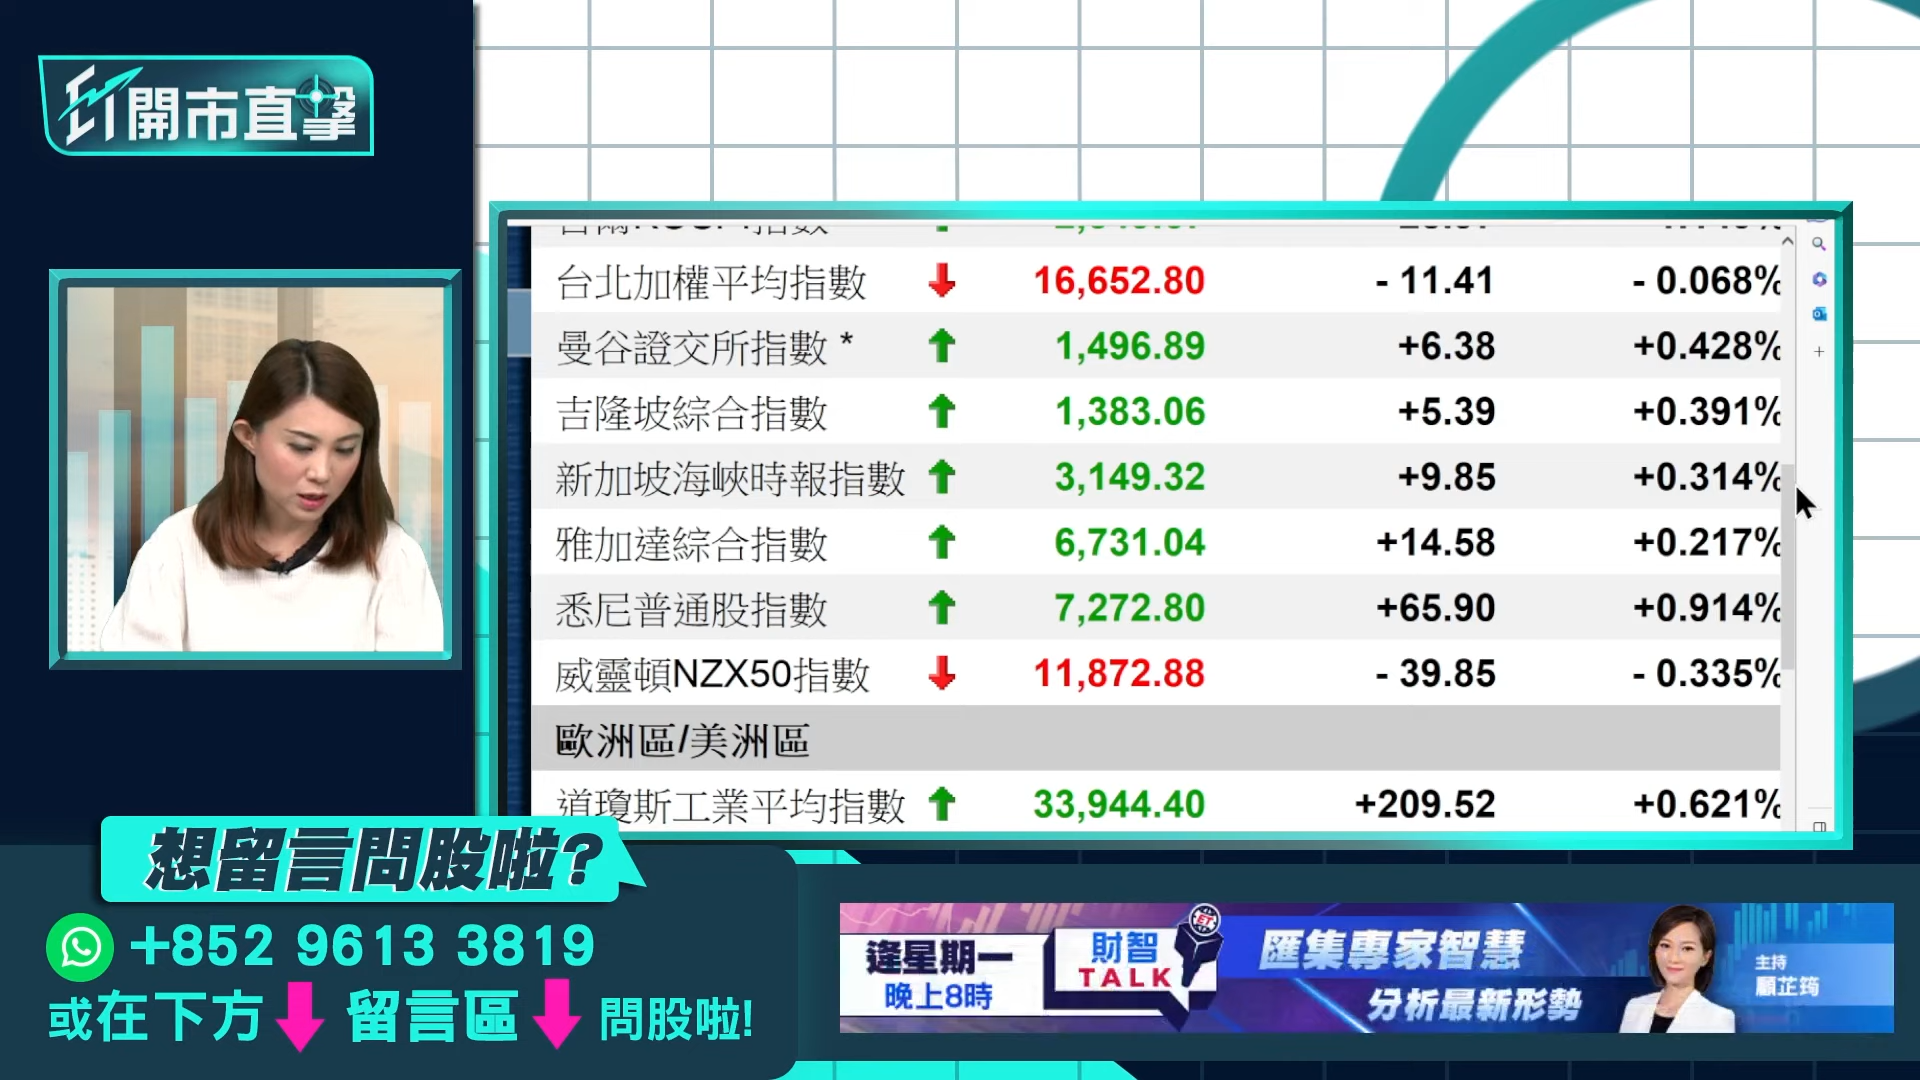 ET開市直擊
台北加權平均指數 16,652.80 - 11.41 - 0.068%
曼谷證交所指數 * 1,496.89 +6.38 +0.428%
吉隆坡綜合指數 1,383.06 +5.39 +0.391%
新加坡海峽時報指數 3,149.32 +9.85 +0.314%
雅加達綜合指數 6,731.04 +14.58 +0.217%
悉尼普通股指數 7,272.80 +65.90 +0.914%
威靈頓NZX50指數 11,872.88 - 39.85 - 0.335%
歐洲區/美洲區
道瓊斯工業平均指數 33,944.40 +209.52 +0.621%
想留言問股啦?
+852 9613 3819
或在下方 留言區 問股啦!
逢星期一
晚上8時
ET
財智
TALK
匯集專家智慧
分析最新形勢
主持
顧芷筠